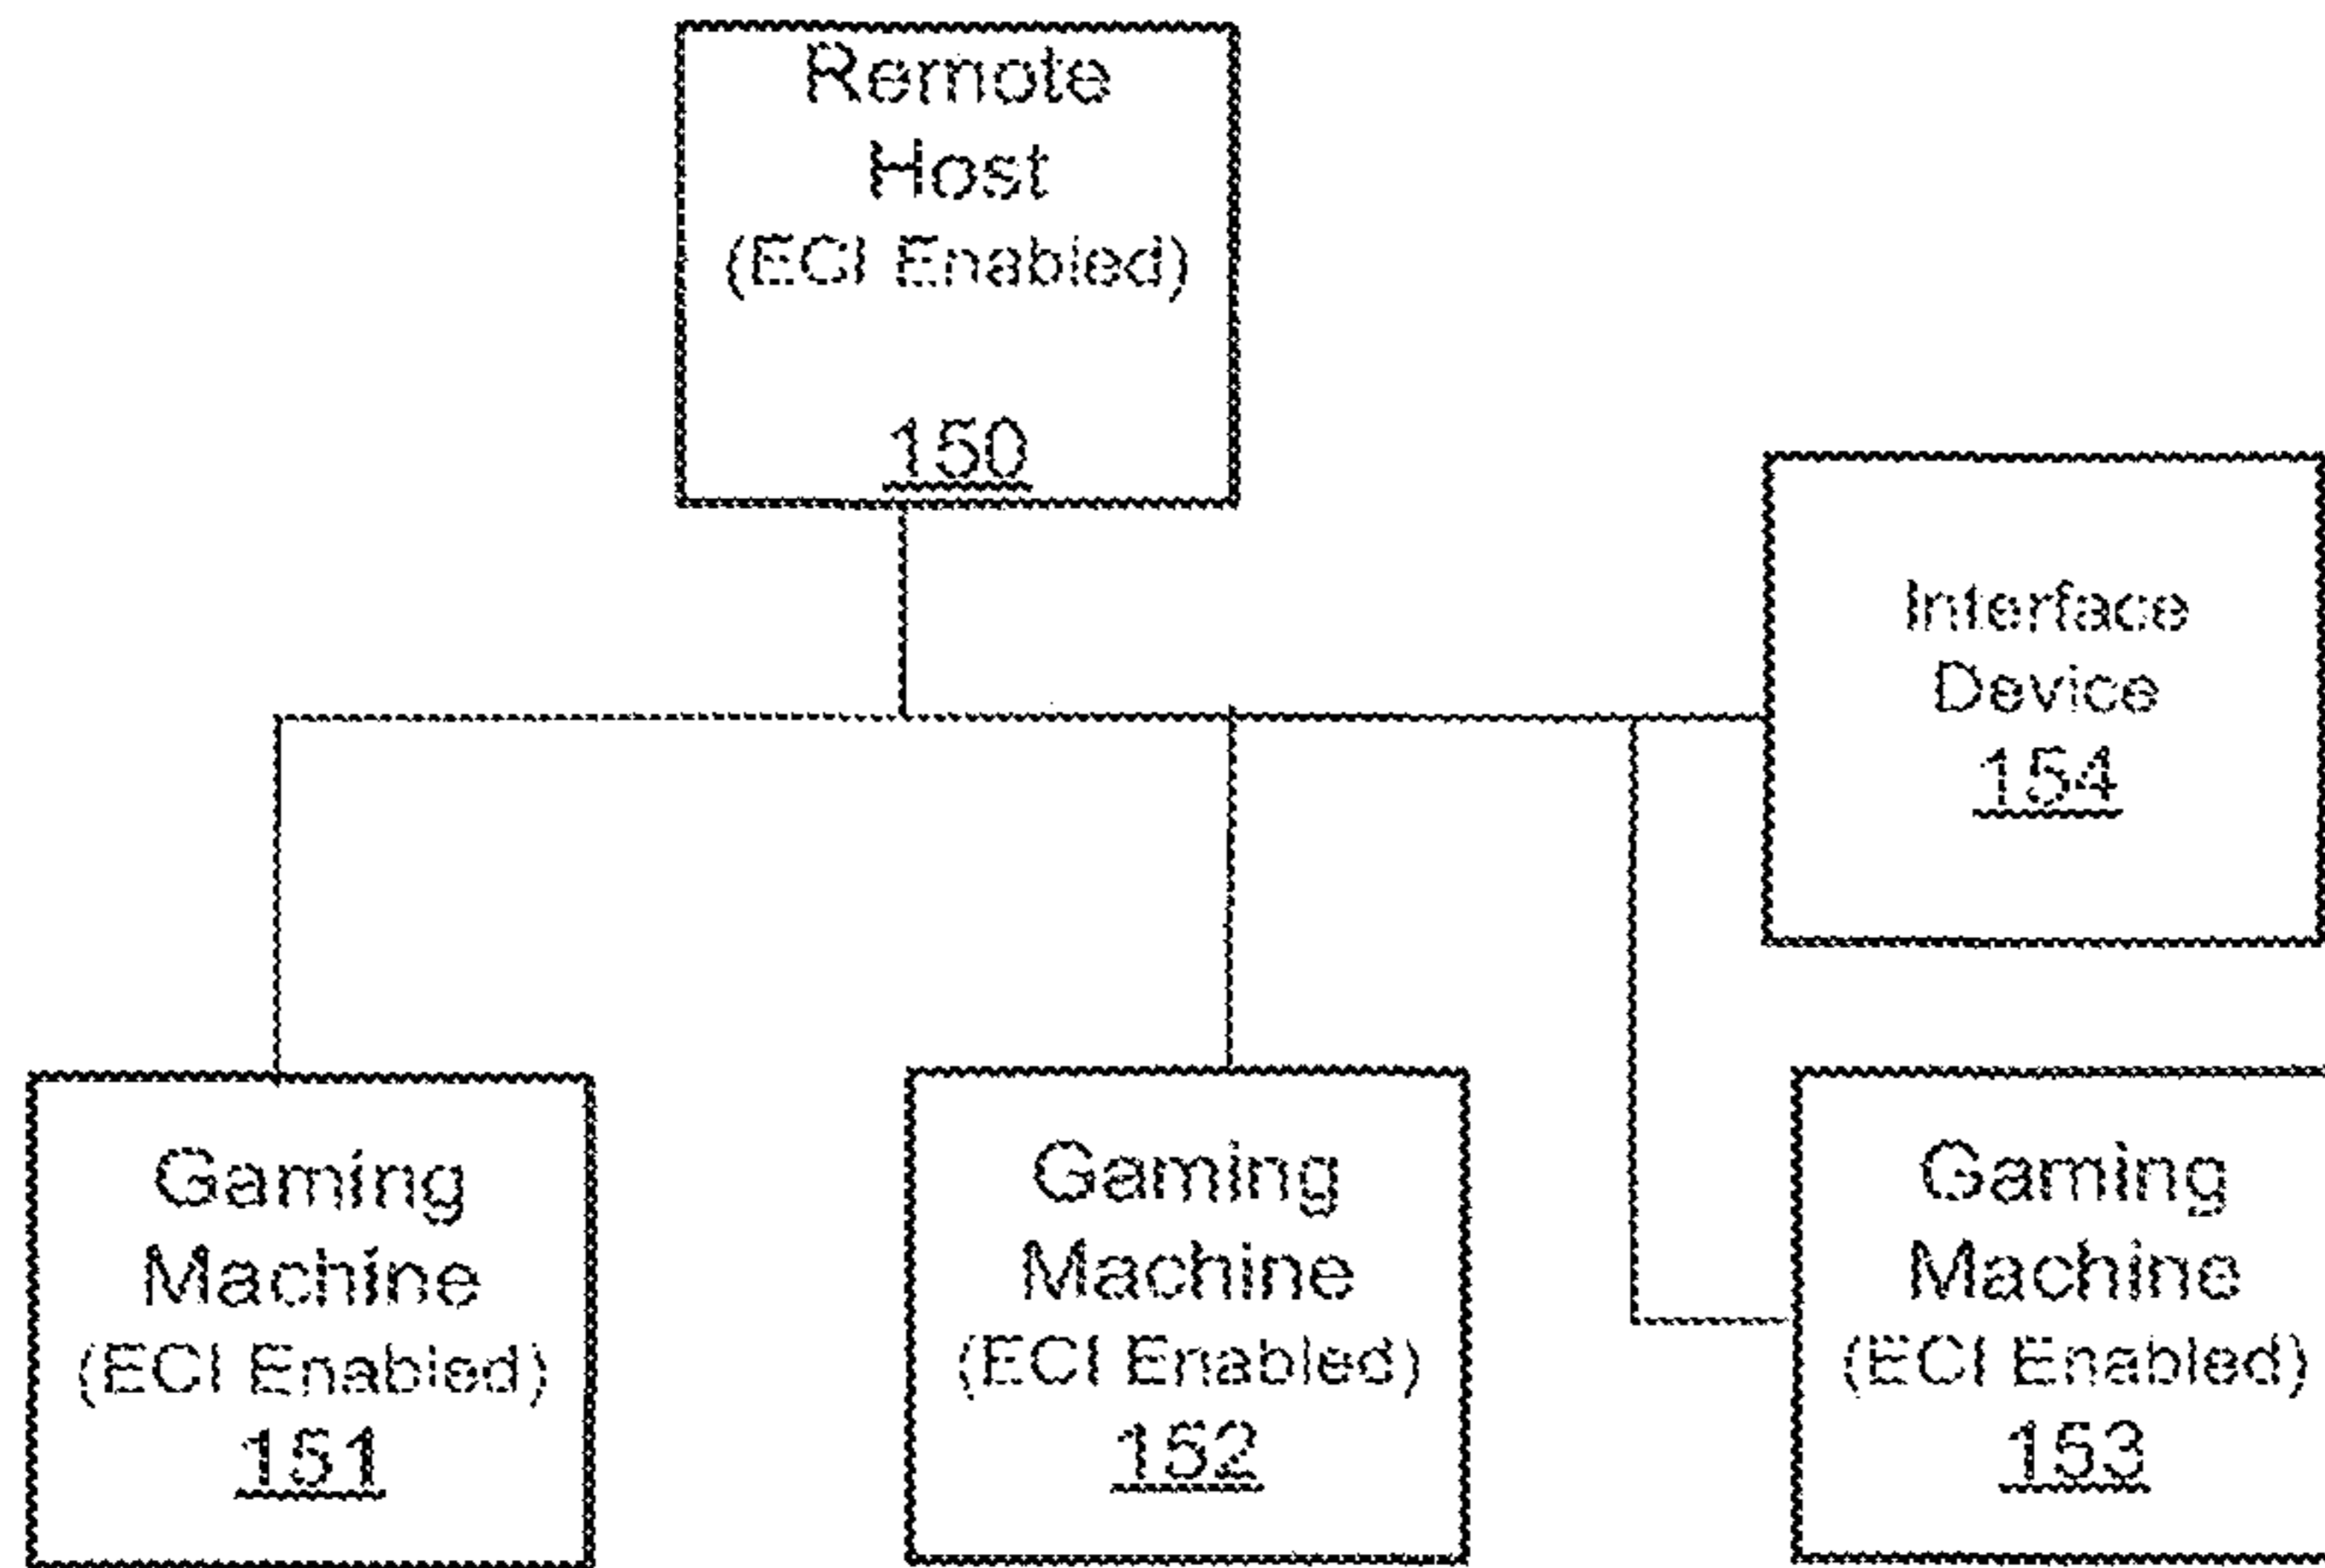 Remote
Host
(ECI Enabled)
150
Interface
Device
154
Gaming
Machine
(ECI Enabled)
151
Gaming
Machine
(ECI Enabled)
152
Gaming
Machine
(ECI Enabled)
153